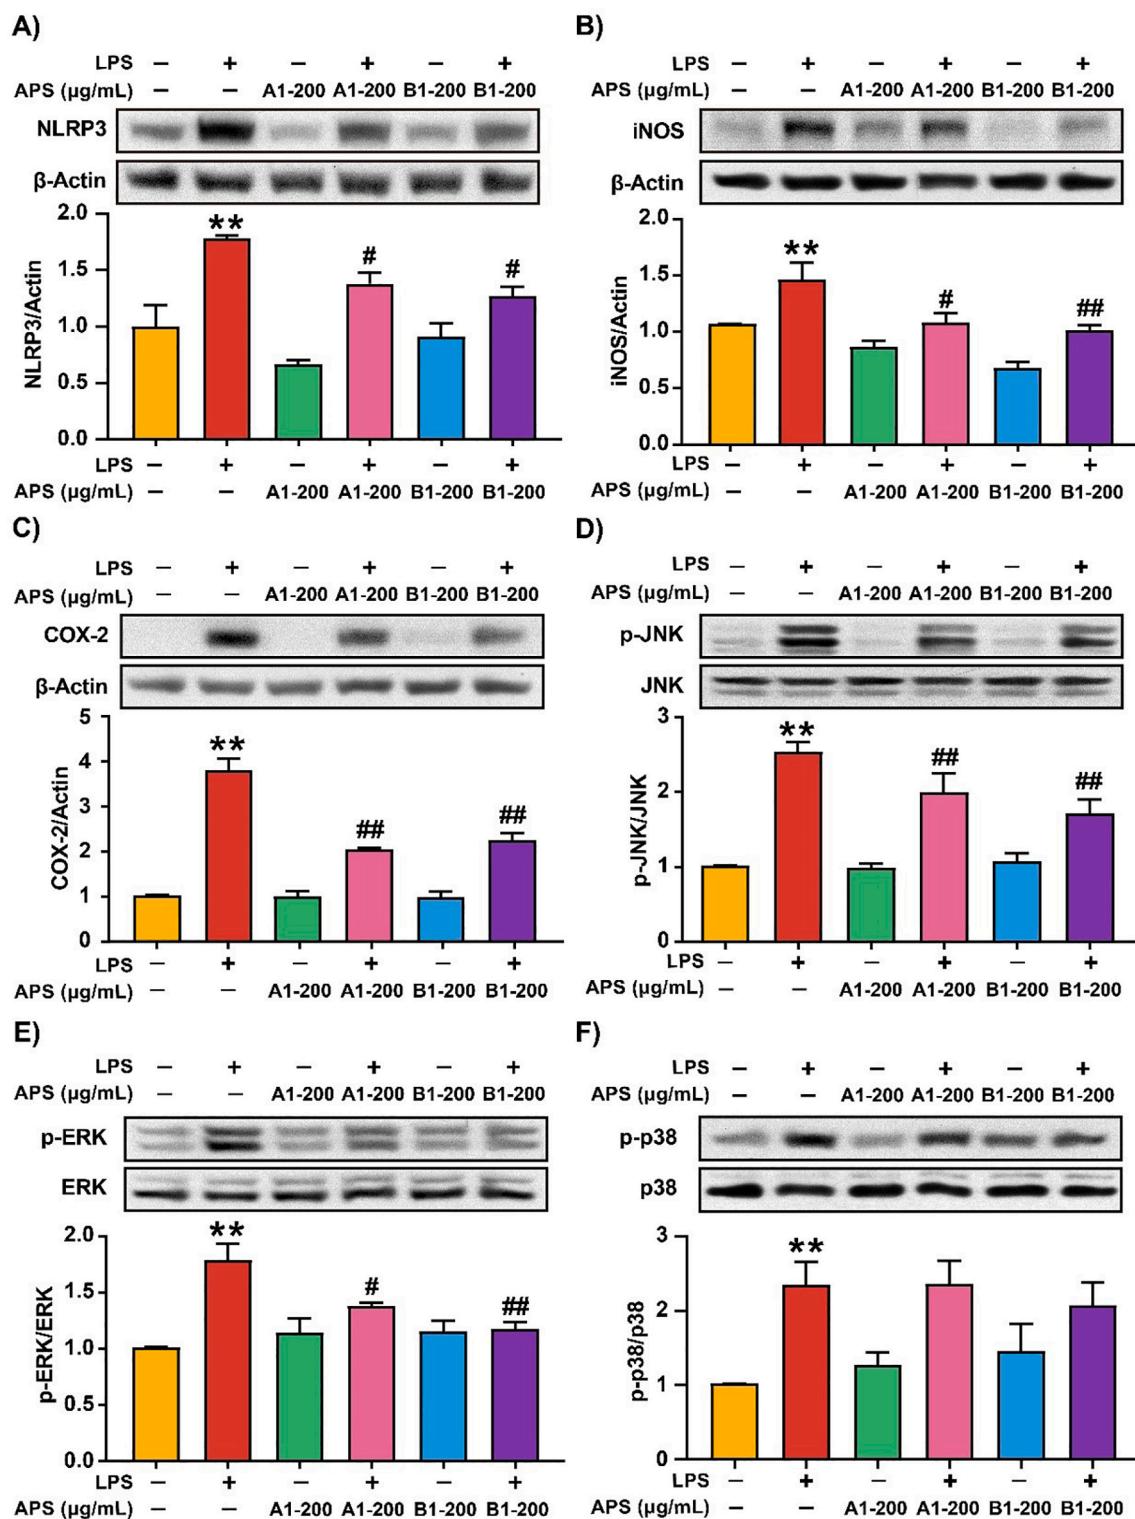 A)
LPS – + – + – +
APS (µg/mL) – – A1-200 A1-200 B1-200 B1-200
NLRP3
β-Actin
2.0
1.5
1.0
0.5
0.0
NLRP3/Actin
** # #
LPS – + – + – +
APS (µg/mL) – – A1-200 A1-200 B1-200 B1-200
B)
LPS – + – + – +
APS (µg/mL) – – A1-200 A1-200 B1-200 B1-200
iNOS
β-Actin
2.0
1.5
1.0
0.5
0.0
iNOS/Actin
** # ##
LPS – + – + – +
APS (µg/mL) – – A1-200 A1-200 B1-200 B1-200
C)
LPS – + – + – +
APS (µg/mL) – – A1-200 A1-200 B1-200 B1-200
COX-2
β-Actin
5
4
3
2
1
0
COX-2/Actin
** ## ##
LPS – + – + – +
APS (µg/mL) – – A1-200 A1-200 B1-200 B1-200
D)
LPS – + – + – +
APS (µg/mL) – – A1-200 A1-200 B1-200 B1-200
p-JNK
JNK
3
2
1
0
p-JNK/JNK
** ## ##
LPS – + – + – +
APS (µg/mL) – – A1-200 A1-200 B1-200 B1-200
E)
LPS – + – + – +
APS (µg/mL) – – A1-200 A1-200 B1-200 B1-200
p-ERK
ERK
2.0
1.5
1.0
0.5
0.0
p-ERK/ERK
** # ##
LPS – + – + – +
APS (µg/mL) – – A1-200 A1-200 B1-200 B1-200
F)
LPS – + – + – +
APS (µg/mL) – – A1-200 A1-200 B1-200 B1-200
p-p38
p38
3
2
1
0
p-p38/p38
**
LPS – + – + – +
APS (µg/mL) – – A1-200 A1-200 B1-200 B1-200